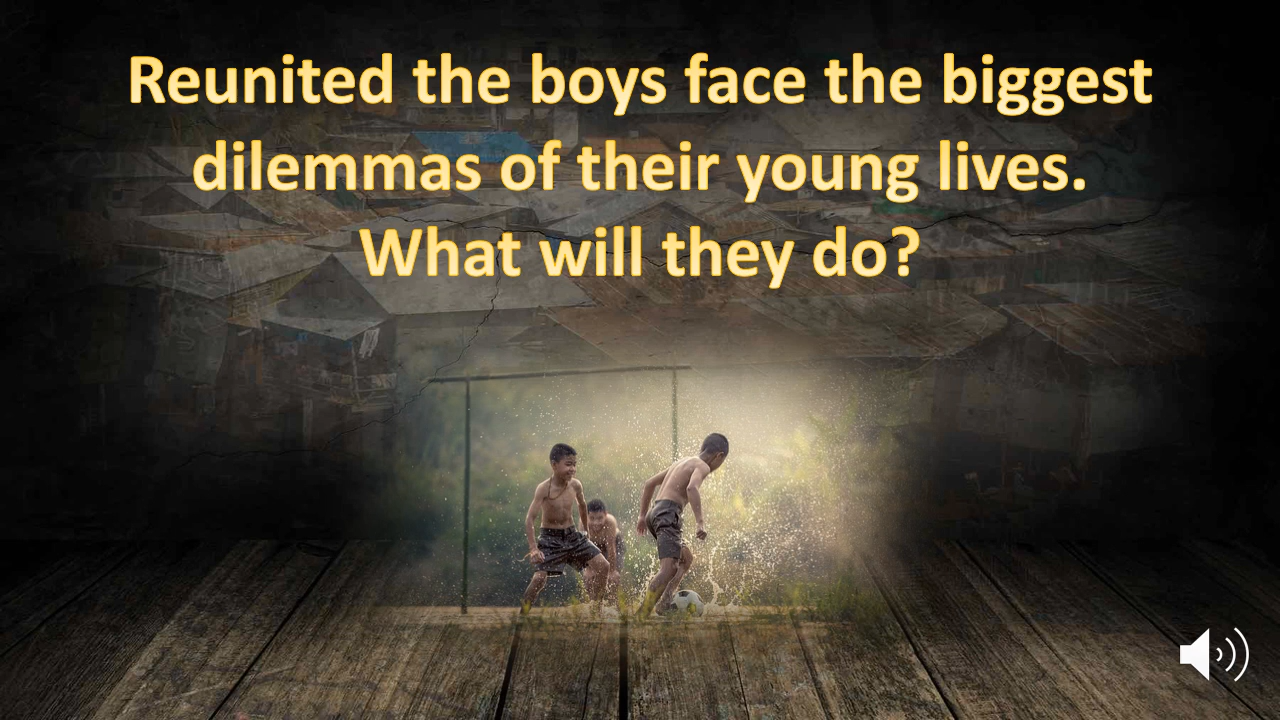 Reunited the boys face the biggest
dilemmas of their young lives.
What will they do?